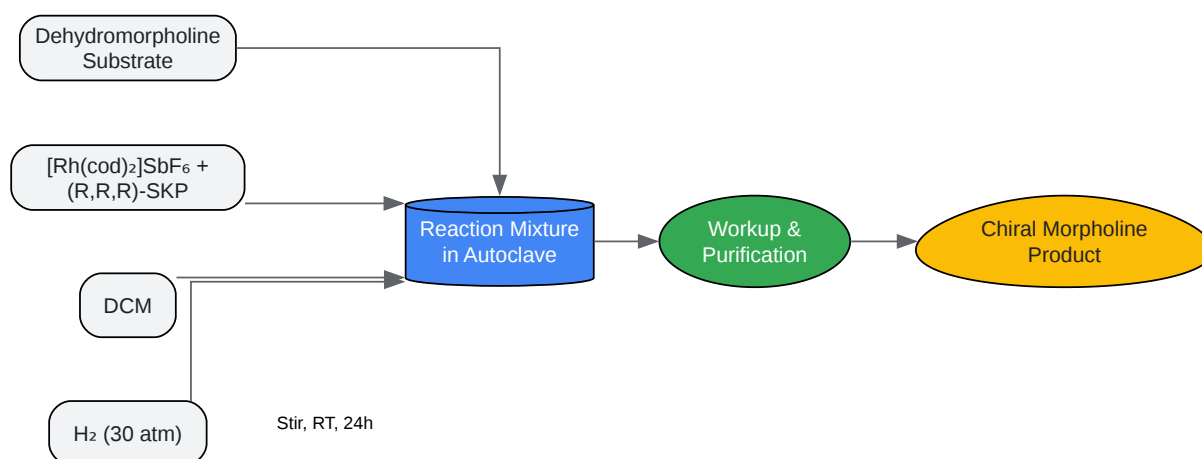 Dehydromorpholine
Substrate
[Rh(cod)₂]SbF₆ +
(R,R,R)-SKP
Reaction Mixture
in Autoclave
Workup &
Purification
Chiral Morpholine
Product
DCM
H₂ (30 atm)
Stir, RT, 24h